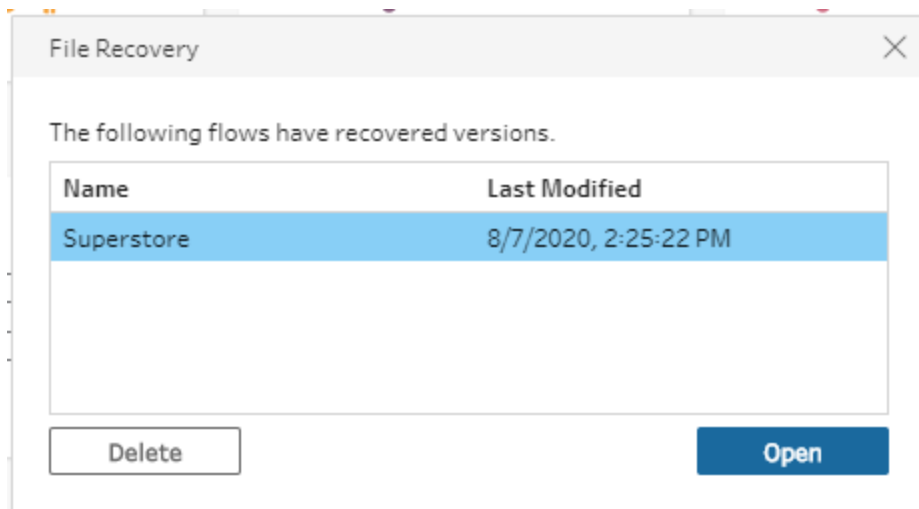 File Recovery
The following flows have recovered versions.
Name Last Modified
Superstore 8/7/2020, 2:25:22 PM
Delete Open